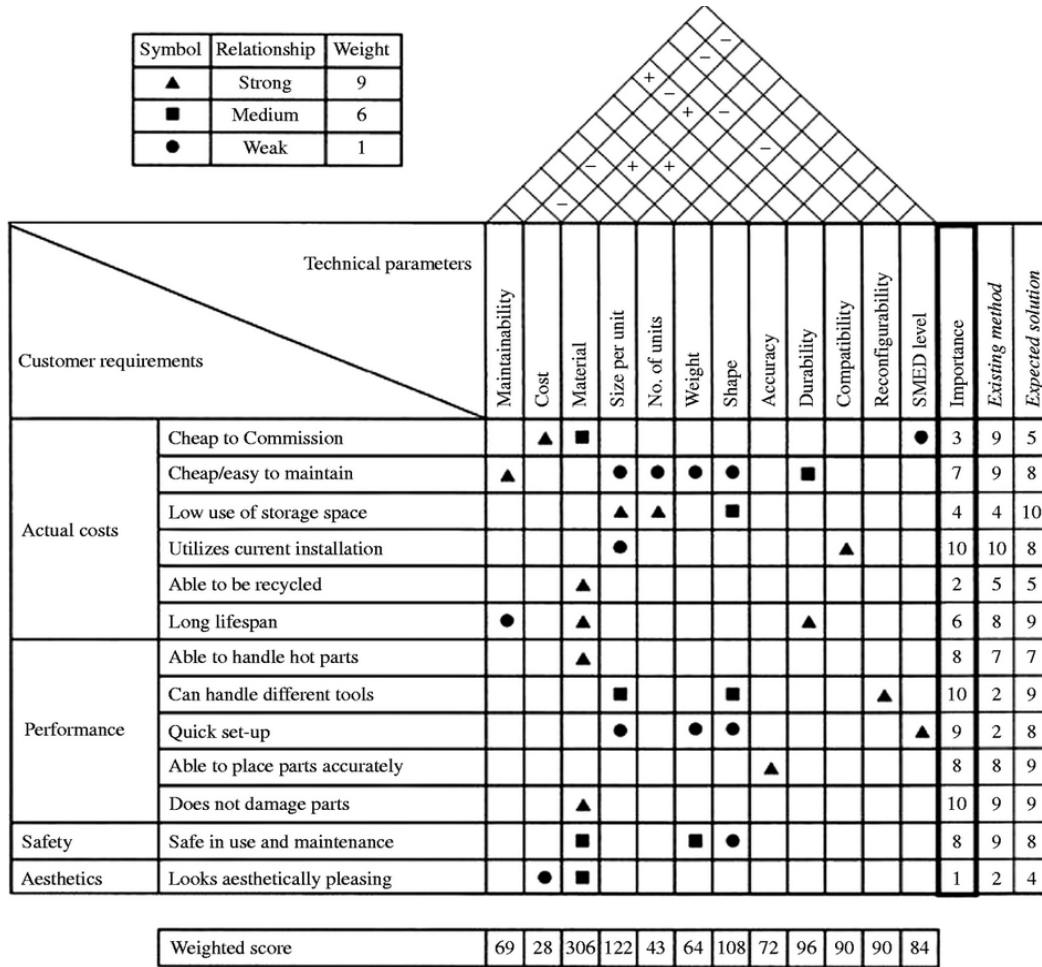 Symbol Relationship Weight
▲ Strong 9
■ Medium 6
● Weak 1
−
−
+
−
+ −
−
− + +
−
Technical parameters
Customer requirements
Maintainability
Cost
Material
Size per unit
No. of units
Weight
Shape
Accuracy
Durability
Compatibility
Reconfigurability
SMED level
Importance
Existing method
Expected solution
Actual costs
Cheap to Commission ▲ ■ ● 3 9 5
Cheap/easy to maintain ▲ ● ● ● ● ■ 7 9 8
Low use of storage space ▲ ▲ ■ 4 4 10
Utilizes current installation ● ▲ 10 10 8
Able to be recycled ▲ 2 5 5
Long lifespan ● ▲ ▲ 6 8 9
Performance
Able to handle hot parts ▲ 8 7 7
Can handle different tools ■ ■ ▲ 10 2 9
Quick set-up ● ● ● ▲ 9 2 8
Able to place parts accurately ▲ 8 8 9
Does not damage parts ▲ 10 9 9
Safety Safe in use and maintenance ■ ■ ● 8 9 8
Aesthetics Looks aesthetically pleasing ● ■ 1 2 4
Weighted score 69 28 306 122 43 64 108 72 96 90 90 84